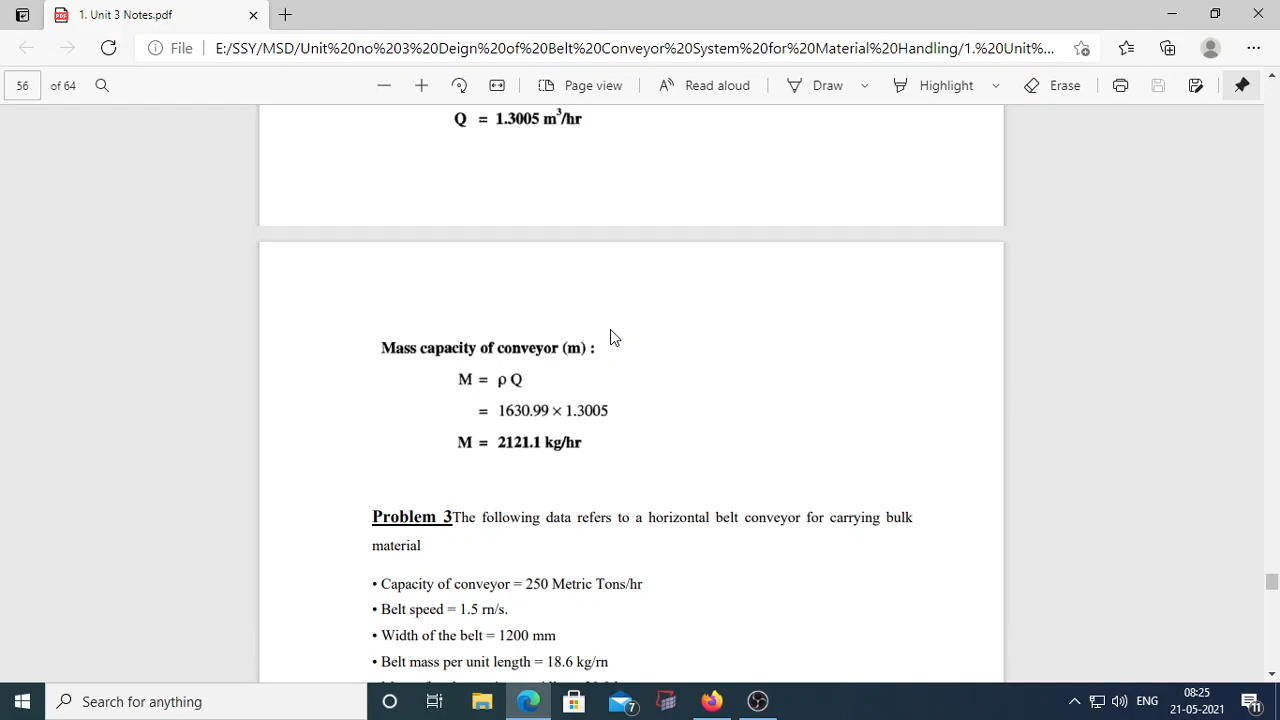 1. Unit 3 Notes.pdf
File E:/SSY/MSD/Unit%20no%203%20Deign%20of%20Belt%20Conveyor%20System%20for%20Material%20Handling/1.%20Unit%...
56 of 64 Page view Read aloud Draw Highlight Erase
Q = 1.3005 m³/hr
Mass capacity of conveyor (m) :
M = ρ Q
= 1630.99 × 1.3005
M = 2121.1 kg/hr
Problem 3The following data refers to a horizontal belt conveyor for carrying bulk
material
• Capacity of conveyor = 250 Metric Tons/hr
• Belt speed = 1.5 rn/s.
• Width of the belt = 1200 mm
• Belt mass per unit length = 18.6 kg/rn
Search for anything
7
ENG
08:25
21-05-2021
11